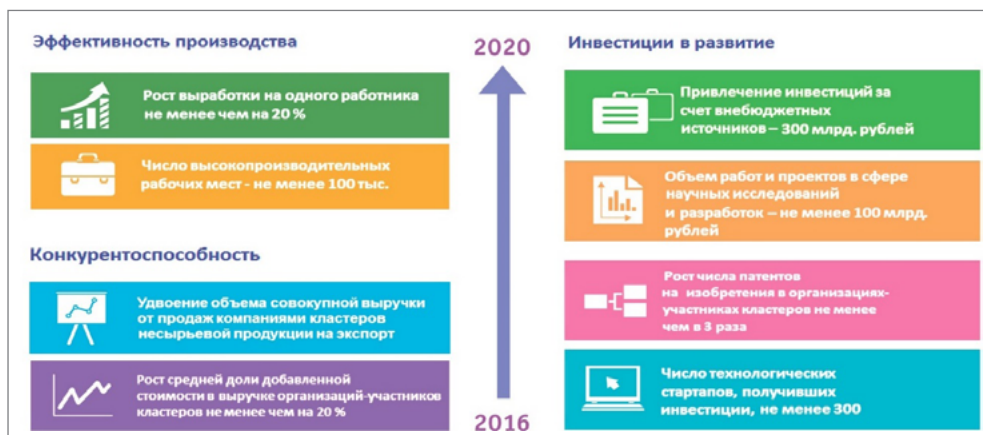 Эффективность производства
Рост выработки на одного работника
не менее чем на 20 %
Число высокопроизводительных
рабочих мест - не менее 100 тыс.
Конкурентоспособность
Удвоение объема совокупной выручки
от продаж компаниями кластеров
несырьевой продукции на экспорт
Рост средней доли добавленной
стоимости в выручке организаций-участников
кластеров не менее чем на 20 %
2020
2016
Инвестиции в развитие
Привлечение инвестиций за
счет внебюджетных
источников – 300 млрд. рублей
Объем работ и проектов в сфере
научных исследований
и разработок – не менее 100 млрд.
рублей
Рост числа патентов
на изобретения в организациях-
участниках кластеров не менее
чем в 3 раза
Число технологических
стартапов, получивших
инвестиции, не менее 300